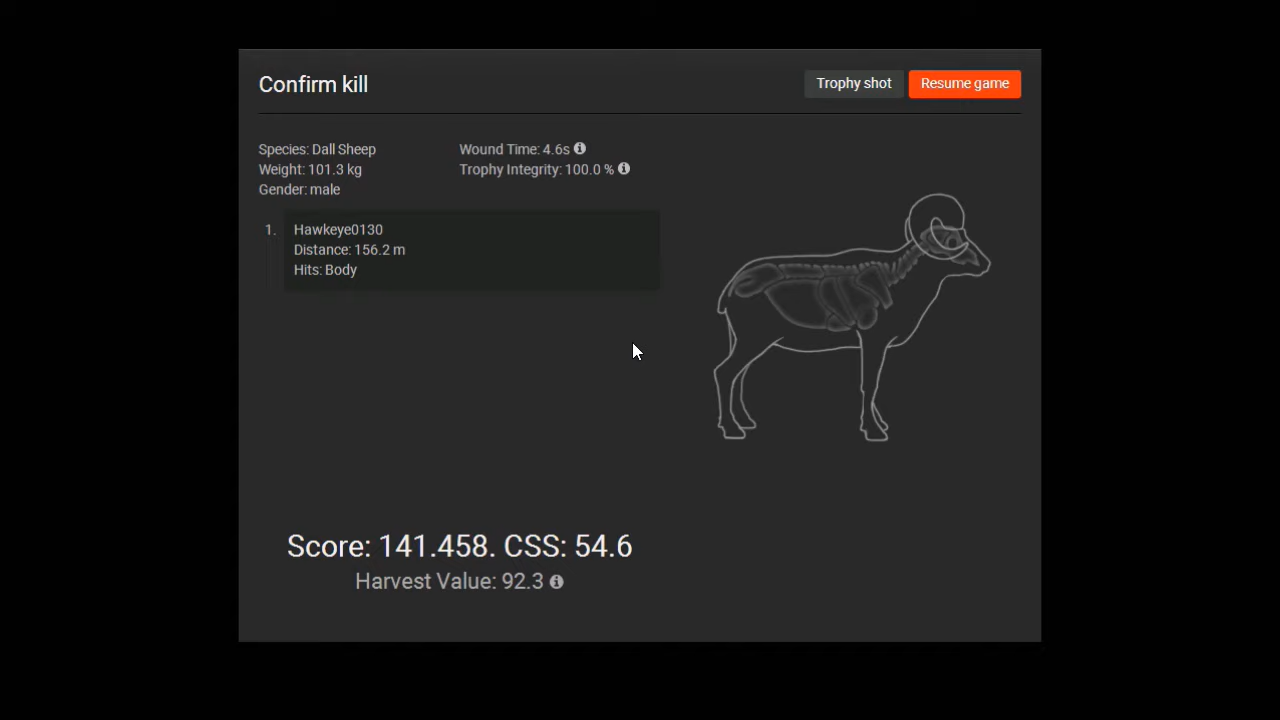 Confirm kill
Trophy shot
Resume game
Species: Dall Sheep
Weight: 101.3 kg
Gender: male
Wound Time: 4.6s
Trophy Integrity: 100.0 %
1.
Hawkeye0130
Distance: 156.2 m
Hits: Body
Score: 141.458. CSS: 54.6
Harvest Value: 92.3